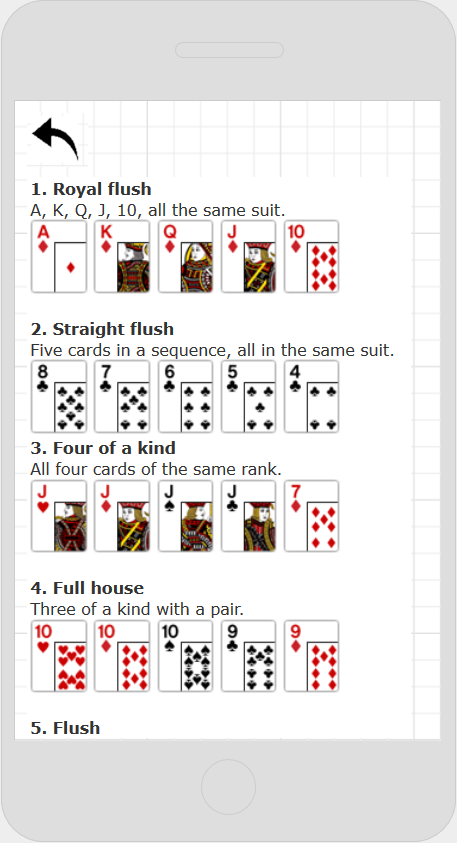 1. Royal flush
A, K, Q, J, 10, all the same suit.
A K Q J 10
2. Straight flush
Five cards in a sequence, all in the same suit.
8 7 6 5 4
3. Four of a kind
All four cards of the same rank.
J J J J 7
4. Full house
Three of a kind with a pair.
10 10 10 9 9
5. Flush